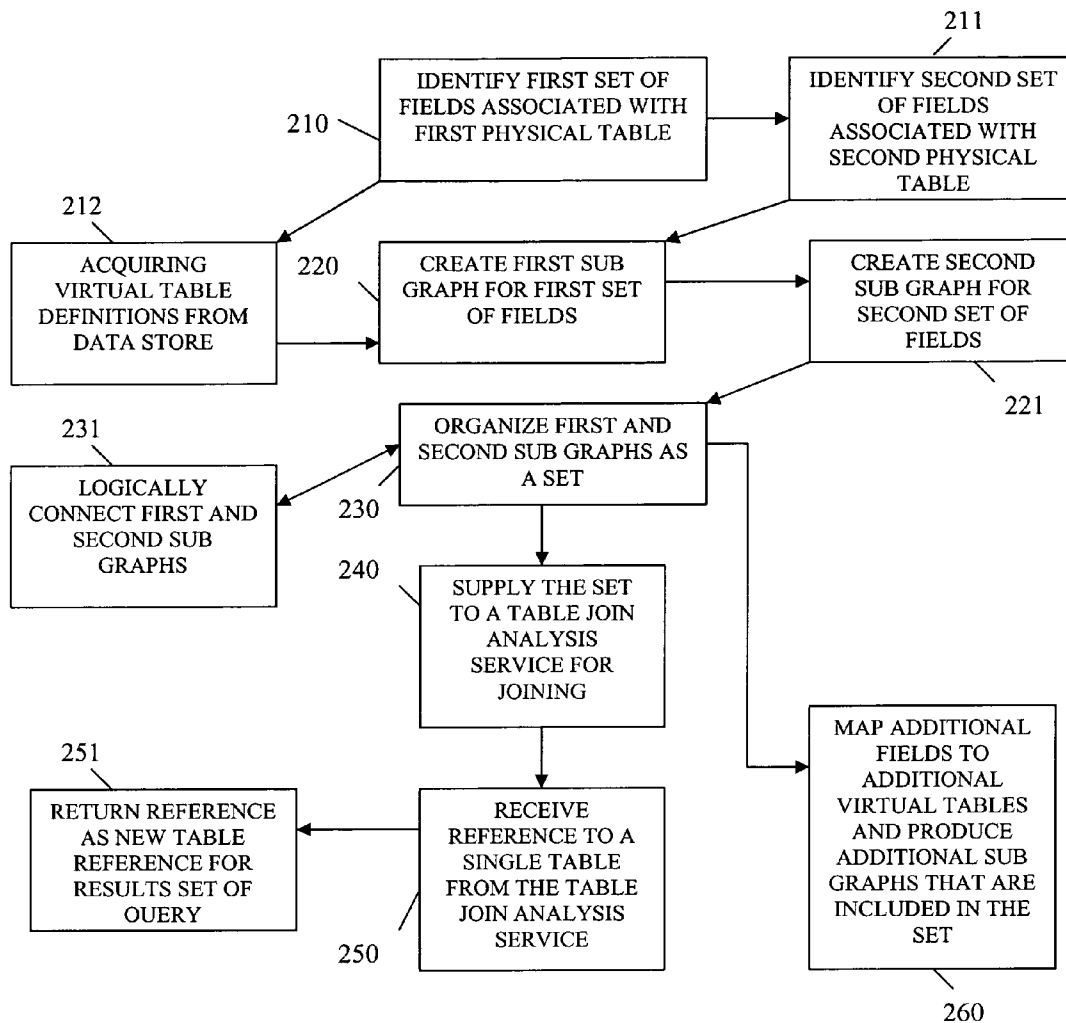 211
IDENTIFY FIRST SET OF
FIELDS ASSOCIATED WITH
FIRST PHYSICAL TABLE
210
IDENTIFY SECOND SET
OF FIELDS
ASSOCIATED WITH
SECOND PHYSICAL
TABLE
212
ACQUIRING
VIRTUAL TABLE
DEFINITIONS FROM
DATA STORE
220
CREATE FIRST SUB
GRAPH FOR FIRST SET
OF FIELDS
CREATE SECOND
SUB GRAPH FOR
SECOND SET OF
FIELDS
221
231
LOGICALLY
CONNECT FIRST AND
SECOND SUB
GRAPHS
ORGANIZE FIRST AND
SECOND SUB GRAPHS AS
A SET
230
240
SUPPLY THE SET
TO A TABLE JOIN
ANALYSIS
SERVICE FOR
JOINING
251
RETURN REFERENCE
AS NEW TABLE
REFERENCE FOR
RESULTS SET OF
QUERY
RECEIVE
REFERENCE TO A
SINGLE TABLE
FROM THE TABLE
JOIN ANALYSIS
SERVICE
250
MAP ADDITIONAL
FIELDS TO
ADDITIONAL
VIRTUAL TABLES
AND PRODUCE
ADDITIONAL SUB
GRAPHS THAT ARE
INCLUDED IN THE
SET
260